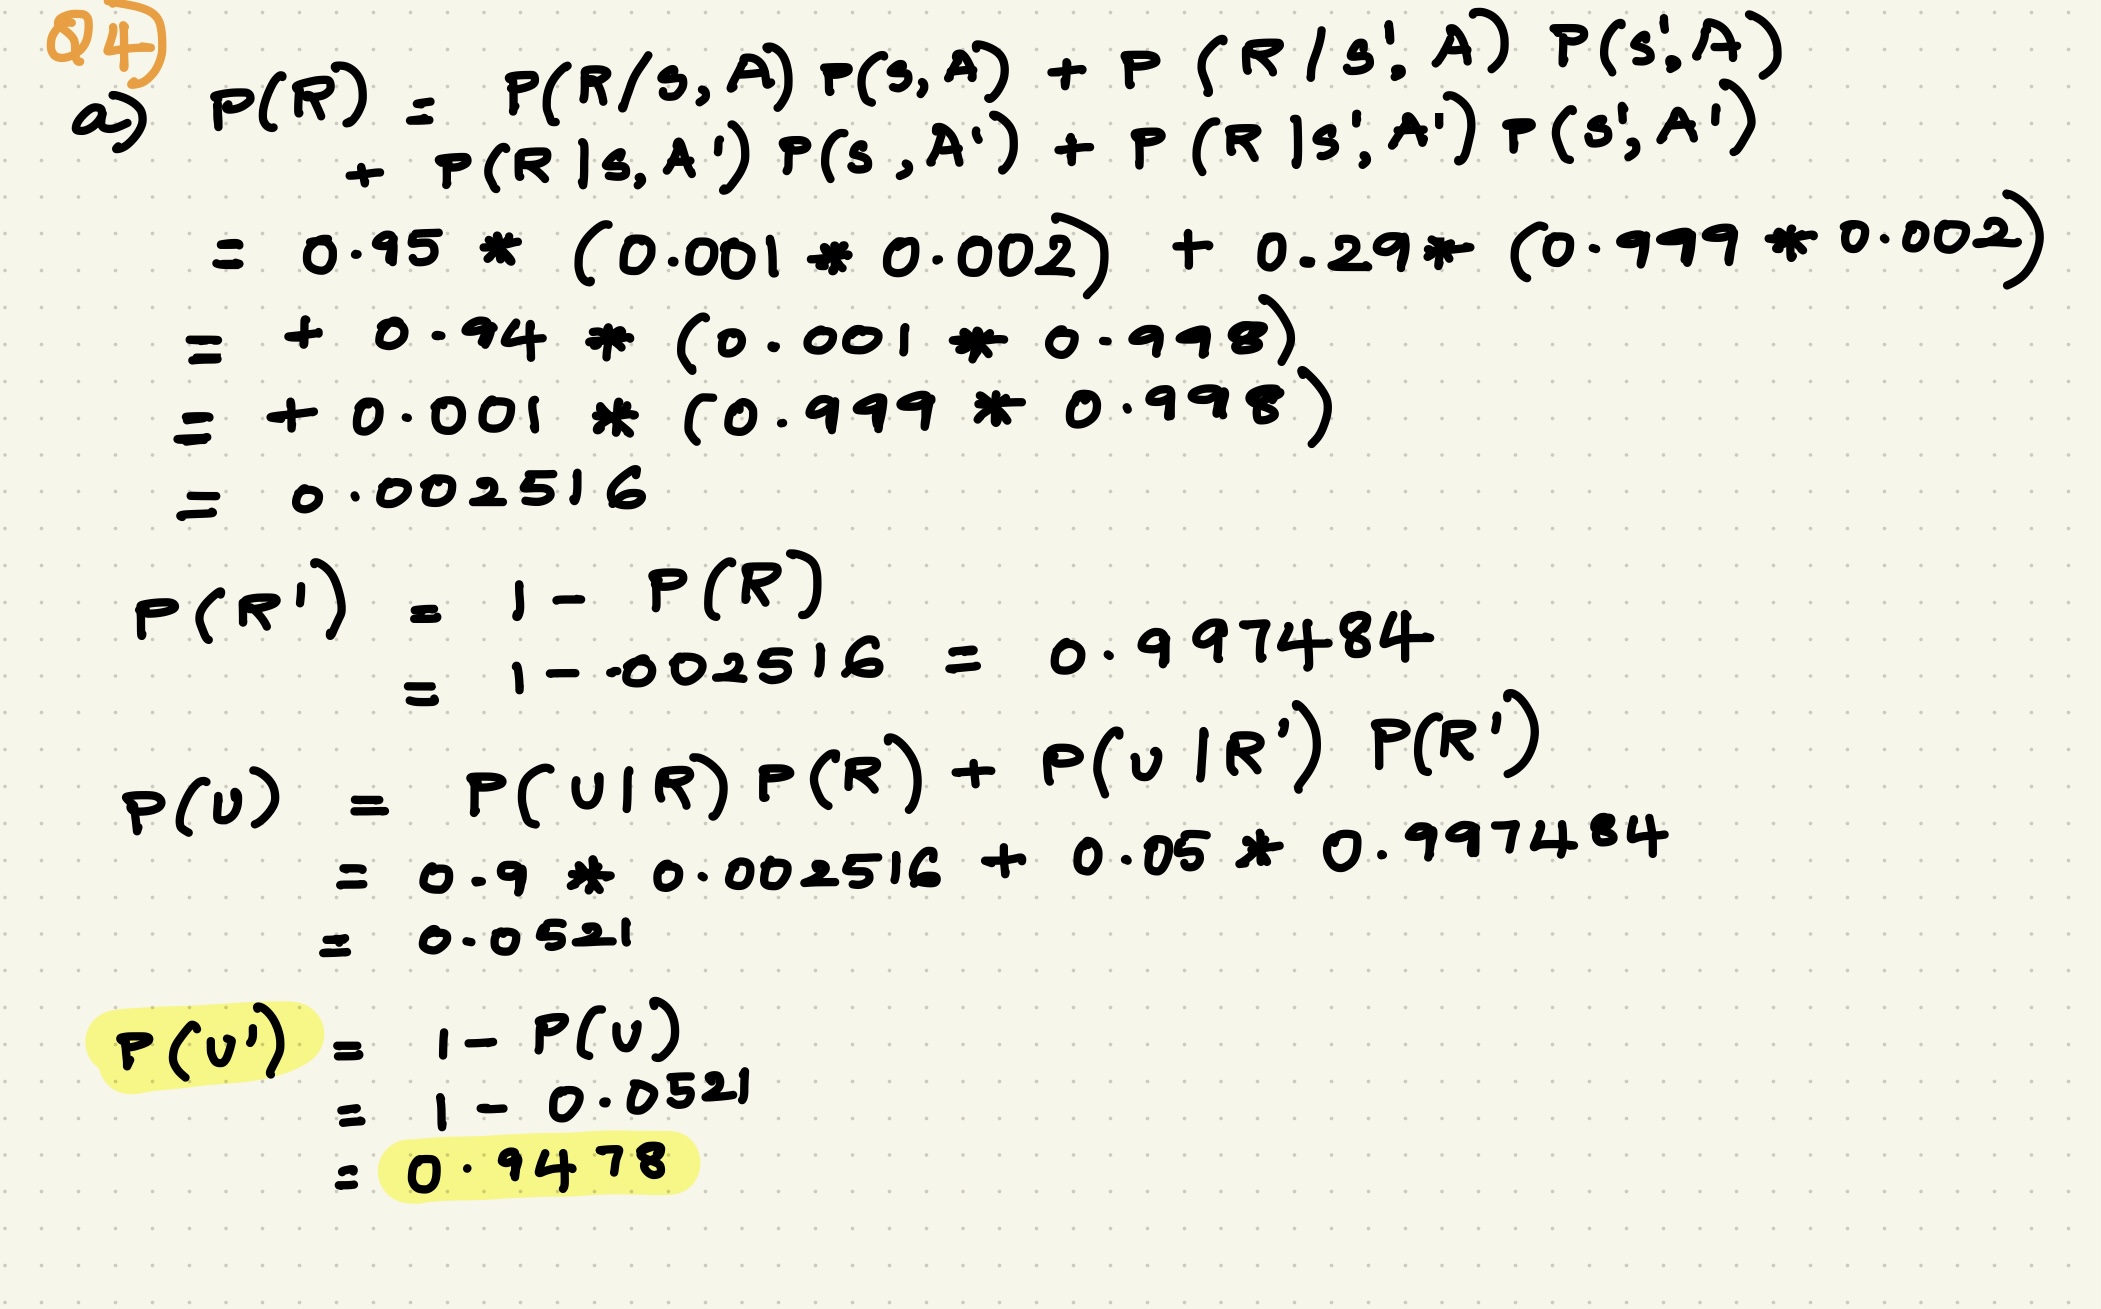 Q4)
a) P(R) = P(R/S, A) P(S, A) + P(R/S', A) P(S', A)
+ P(R|S, A') P(S, A') + P(R|S', A') P(S', A')
= 0.95 * (0.001 * 0.002) + 0.29 * (0.999 * 0.002)
= + 0.94 * (0.001 * 0.998)
= + 0.001 * (0.999 * 0.998)
= 0.002516
P(R') = 1 - P(R)
= 1 - .002516 = 0.997484
P(U) = P(U|R) P(R) + P(U|R') P(R')
= 0.9 * 0.002516 + 0.05 * 0.997484
= 0.0521
P(U') = 1 - P(U)
= 1 - 0.0521
= 0.9478